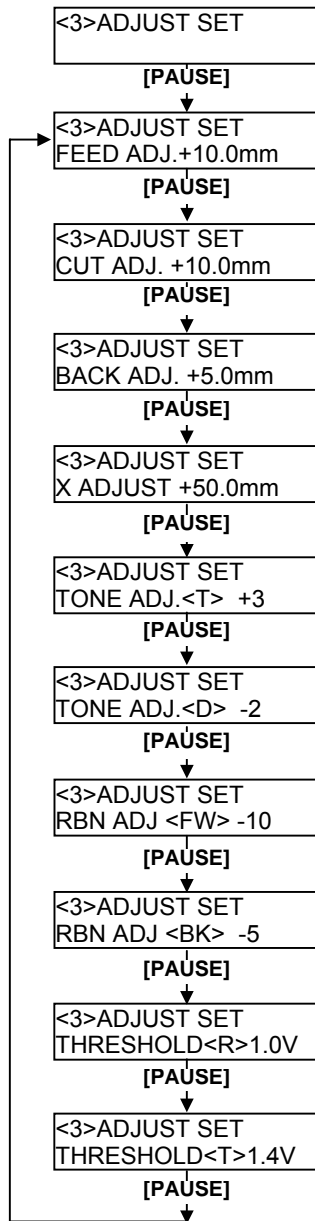 <3>ADJUST SET
[PAUSE]
<3>ADJUST SET
FEED ADJ.+10.0mm
[PAUSE]
<3>ADJUST SET
CUT ADJ. +10.0mm
[PAUSE]
<3>ADJUST SET
BACK ADJ. +5.0mm
[PAUSE]
<3>ADJUST SET
X ADJUST +50.0mm
[PAUSE]
<3>ADJUST SET
TONE ADJ.<T> +3
[PAUSE]
<3>ADJUST SET
TONE ADJ.<D> -2
[PAUSE]
<3>ADJUST SET
RBN ADJ <FW> -10
[PAUSE]
<3>ADJUST SET
RBN ADJ <BK> -5
[PAUSE]
<3>ADJUST SET
THRESHOLD<R>1.0V
[PAUSE]
<3>ADJUST SET
THRESHOLD<T>1.4V
[PAUSE]